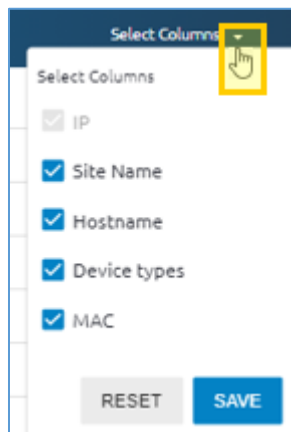 Select Columns
Select Columns
IP
Site Name
Hostname
Device types
MAC
RESET
SAVE